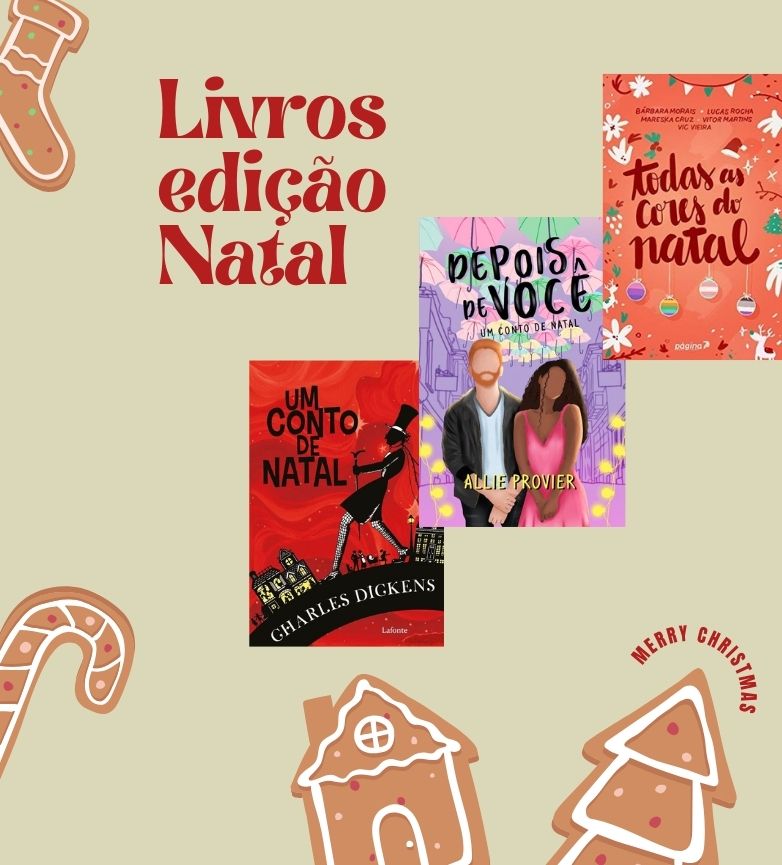 Livros
edição
Natal
BÁRBARA MORAIS • LUCAS ROCHA
MARESKA CRUZ • VITOR MARTINS
VIC VIEIRA
todas as
cores do
natal
página 7
DEPOIS
DE VOCÊ
UM CONTO DE NATAL
ALLIE PROVIER
UM
CONTO
DE
NATAL
CHARLES DICKENS
Lafonte
MERRY CHRISTMAS